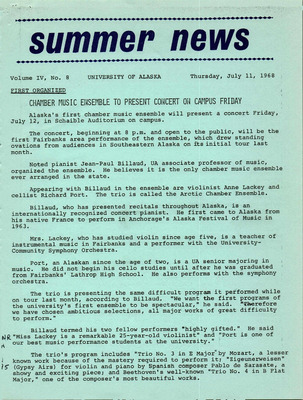 summer news
Volume IV, No. 8 UNIVERSITY OF ALASKA Thursday, July 11, 1968
FIRST ORGANIZED
CHAMBER MUSIC ENSEMBLE TO PRESENT CONCERT ON CAMPUS FRIDAY
Alaska's first chamber music ensemble will present a concert Friday,
July 12, in Schaible Auditorium on campus.
The concert, beginning at 8 p.m. and open to the public, will be the
first Fairbanks area performance of the ensemble, which drew standing
ovations from audiences in Southeastern Alaska on its initial tour last
month.
Noted pianist Jean-Paul Billaud, UA associate professor of music,
organized the ensemble. He believes it is the only chamber music ensemble
ever arranged in the state.
Appearing with Billaud in the ensemble are violinist Anne Lackey and
cellist Richard Port. The trio is called the Arctic Chamber Ensemble.
Billaud, who has presented recitals throughout Alaska, is an
internationally recognized concert pianist. He first came to Alaska from
his native France to perform in Anchorage's Alaska Festival of Music in
1963.
Mrs. Lackey, who has studied violin since age five, is a teacher of
instrumental music in Fairbanks and a performer with the University-
Community Symphony Orchestra.
Port, an Alaskan since the age of two, is a UA senior majoring in
music. He did not begin his cello studies until after he was graduated
from Fairbanks' Lathrop High School. He also performs with the symphony
orchestra.
The trio is presenting the same difficult program it performed while
on tour last month, according to Billaud. "We want the first programs of
the university's first ensemble to be spectacular," he said. "Therefore
we have chosen ambitious selections, all major works of great difficulty
to perform."
Billaud termed his two fellow performers "highly gifted." He said
"Miss Lackey is a remarkable 25-year-old violinist" and "Port is one of
our best music performance students at the university."
The trio's program includes "Trio No. 3 in E Major" by Mozart, a lesser
known work because of the mastery required to perform it; "Zigeunerweisen"
(Gypsy Airs) for violin and piano by Spanish composer Pablo de Sarasate, a
showy and exciting piece; and Beethoven's well-known "Trio No. 4 in B Flat
Major," one of the composer's most beautiful works.